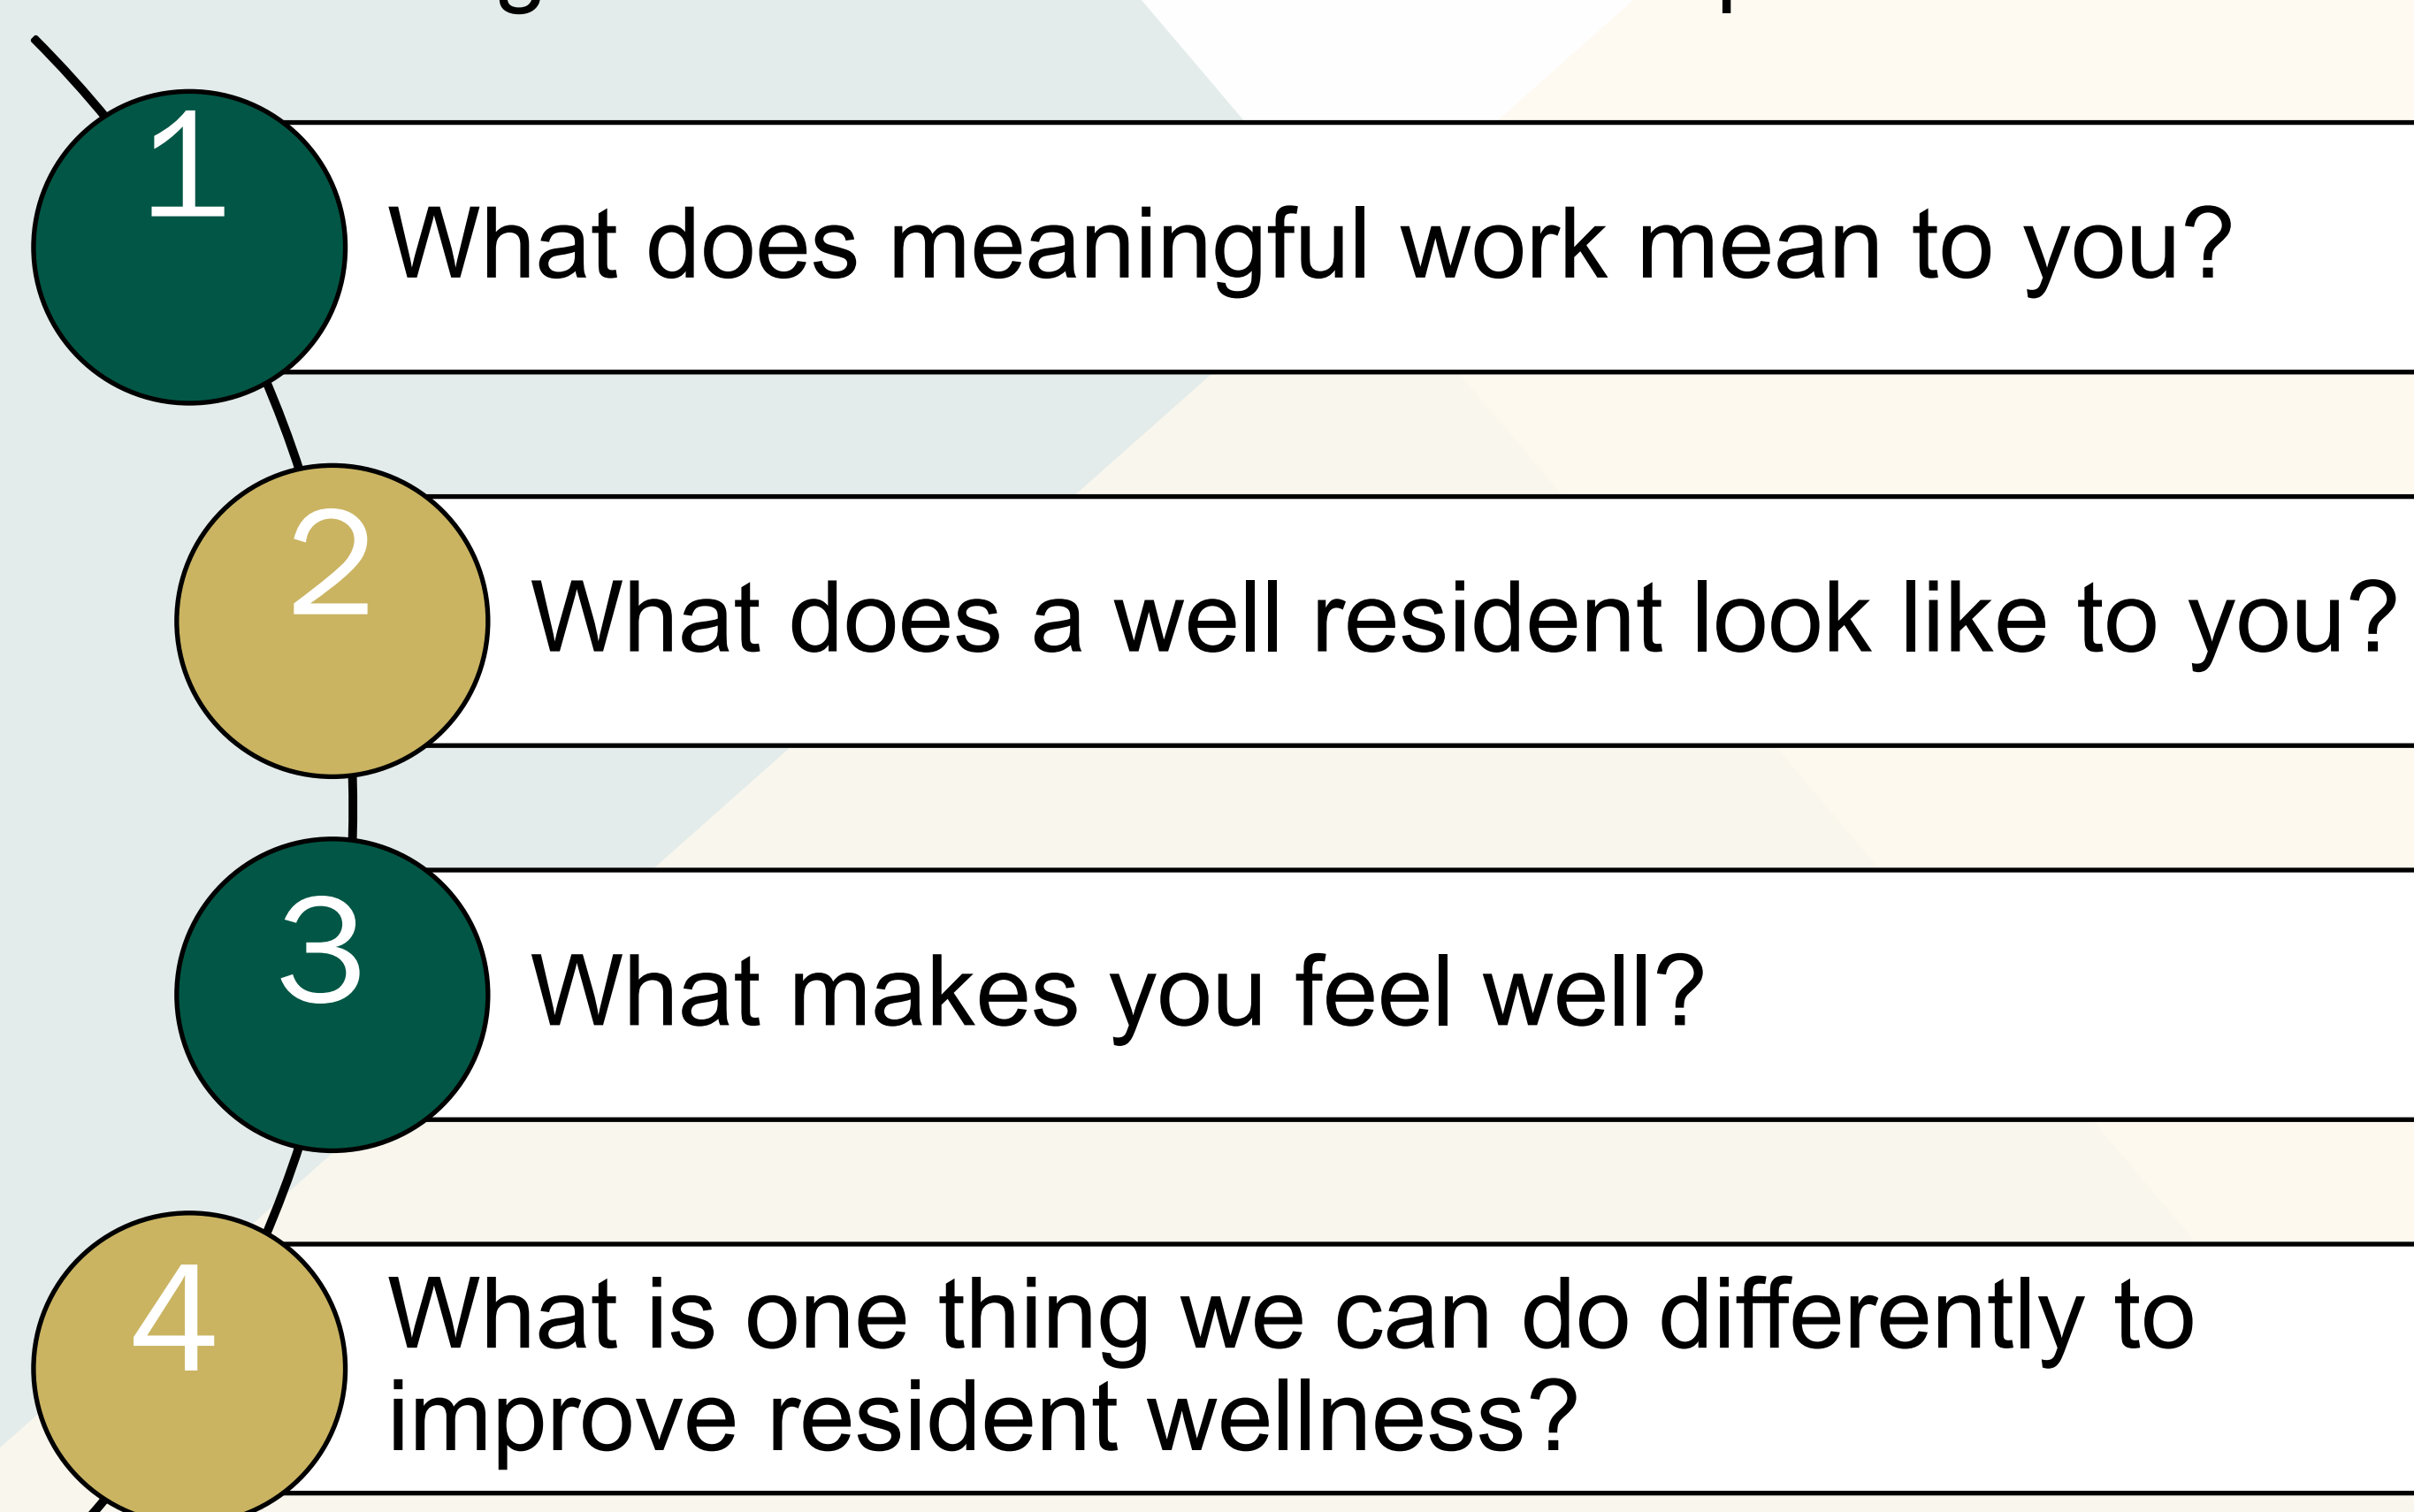 1
What does meaningful work mean to you?
2
What does a well resident look like to you?
3
What makes you feel well?
4
What is one thing we can do differently to
improve resident wellness?